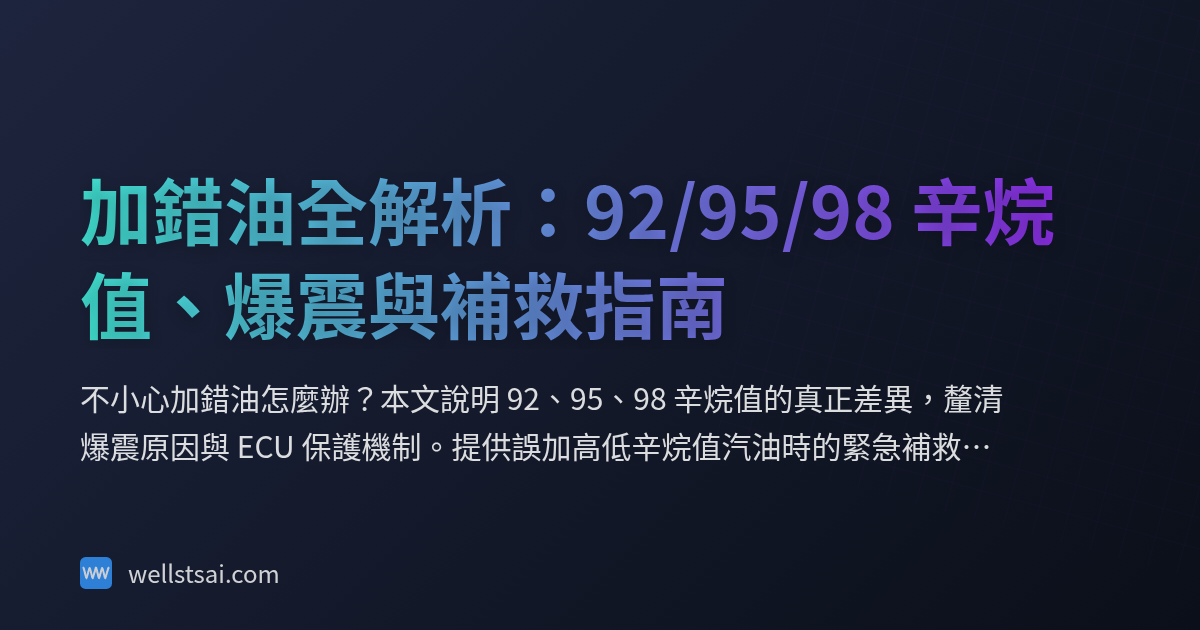 加錯油全解析：92/95/98 辛烷
值、爆震與補救指南
不小心加錯油怎麼辦？本文說明 92、95、98 辛烷值的真正差異，釐清
爆震原因與 ECU 保護機制。提供誤加高低辛烷值汽油時的緊急補救…
wellstsai.com